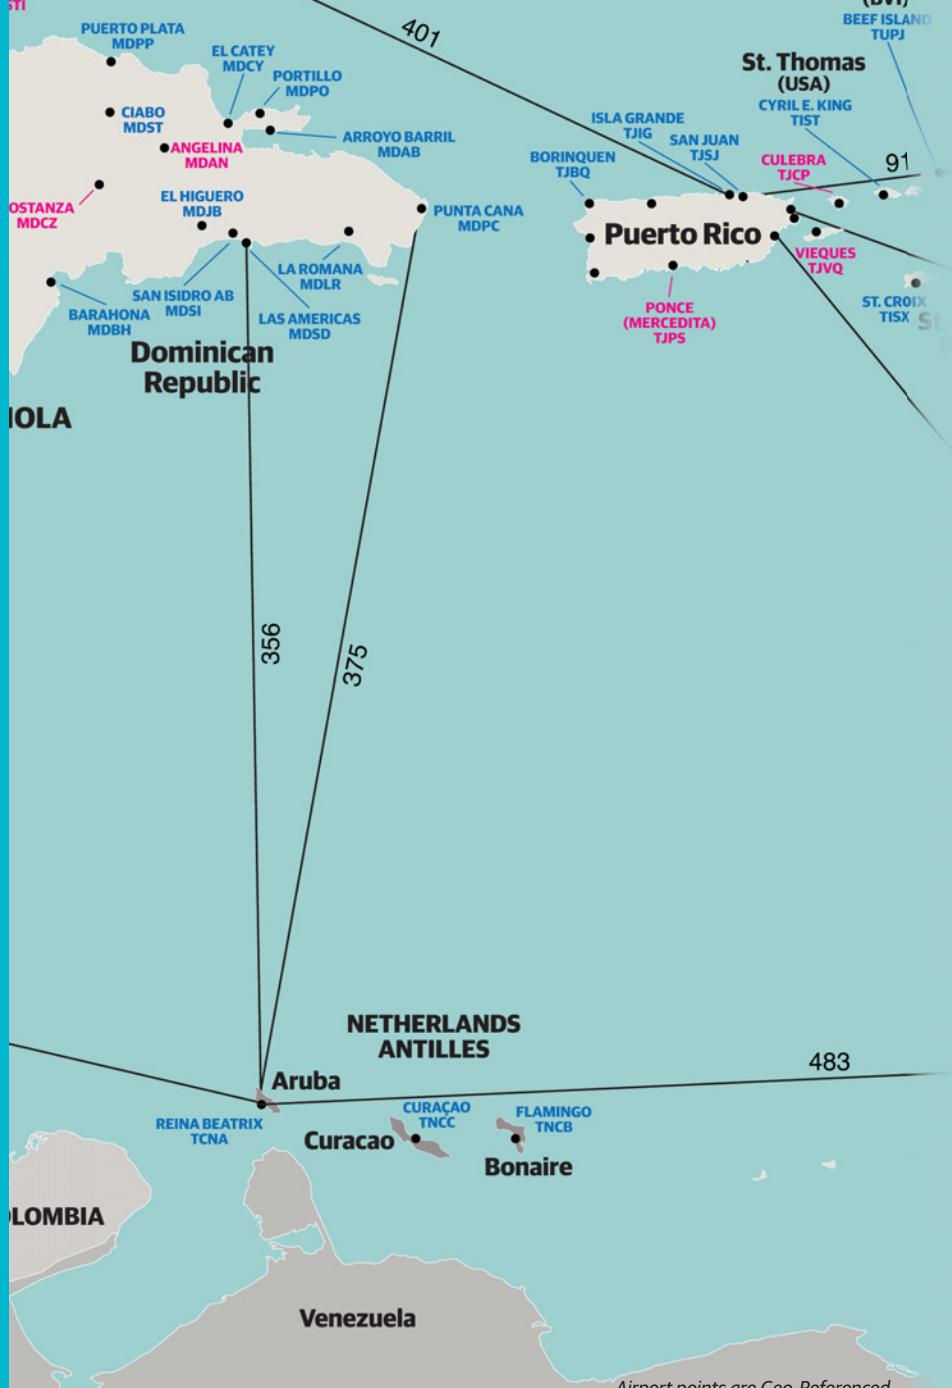 STI
(BVI)
BEEF ISLAND
TUPJ
PUERTO PLATA
MDPP
401
EL CATEY
MDCY
PORTILLO
MDPO
St. Thomas
(USA)
CYRIL E. KING
TIST
CIABO
MDST
ISLA GRANDE
TJIG
SAN JUAN
TJSJ
ARROYO BARRIL
MDAB
ANGELINA
MDAN
BORINQUEN
TJBQ
CULEBRA
TJCP
91
OSTANZA
MDCZ
EL HIGUERO
MDJB
PUNTA CANA
MDPC
Puerto Rico
VIEQUES
TJVQ
LA ROMANA
MDLR
SAN ISIDRO AB
MDSI
BARAHONA
MDBH
LAS AMERICAS
MDSD
PONCE
(MERCEDITA)
TJPS
ST. CROIX
TISX
St.
Dominican
Republic
IOLA
356
375
NETHERLANDS
ANTILLES
483
Aruba
REINA BEATRIX
TCNA
CURAÇAO
TNCC
FLAMINGO
TNCB
Curacao
Bonaire
OLOMBIA
Venezuela
Airport points are Geo-Referenced